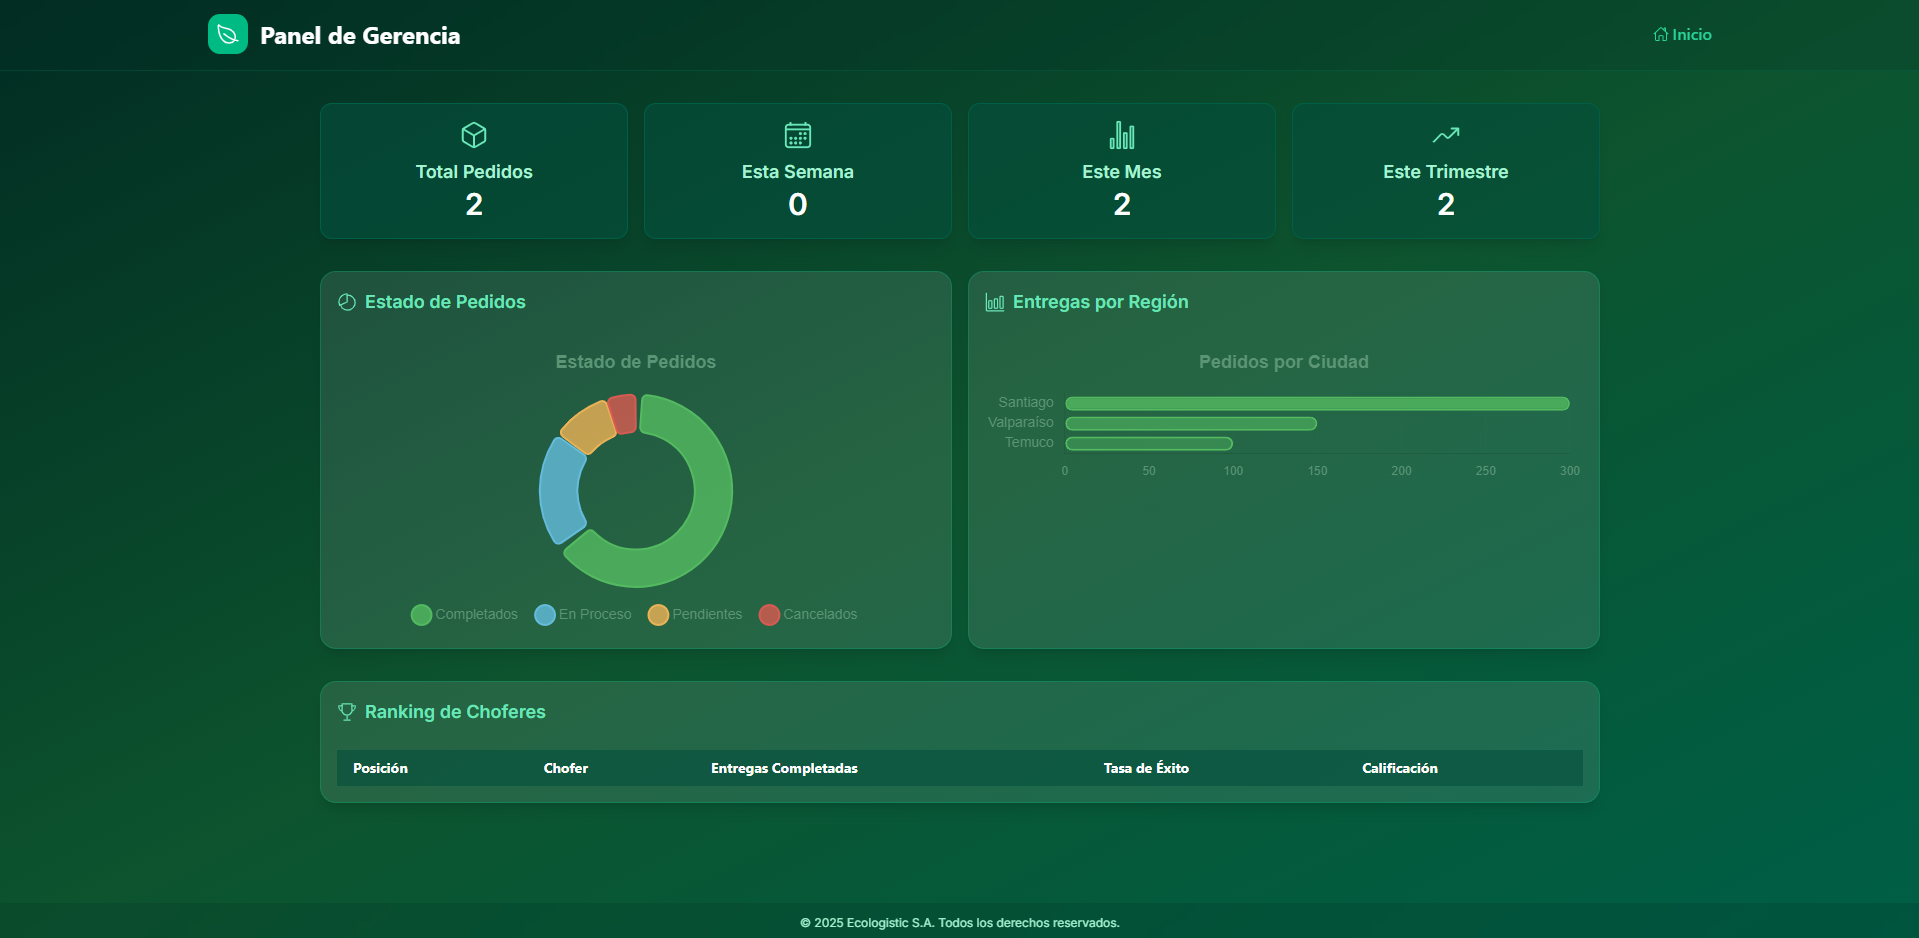 Panel de Gerencia
Inicio
Total Pedidos
2
Esta Semana
0
Este Mes
2
Este Trimestre
2
Estado de Pedidos
Estado de Pedidos
Completados En Proceso Pendientes Cancelados
Entregas por Región
Pedidos por Ciudad
Santiago
Valparaíso
Temuco
0 50 100 150 200 250 300
Ranking de Choferes
Posición Chofer Entregas Completadas Tasa de Éxito Calificación
© 2025 Ecologistic S.A. Todos los derechos reservados.